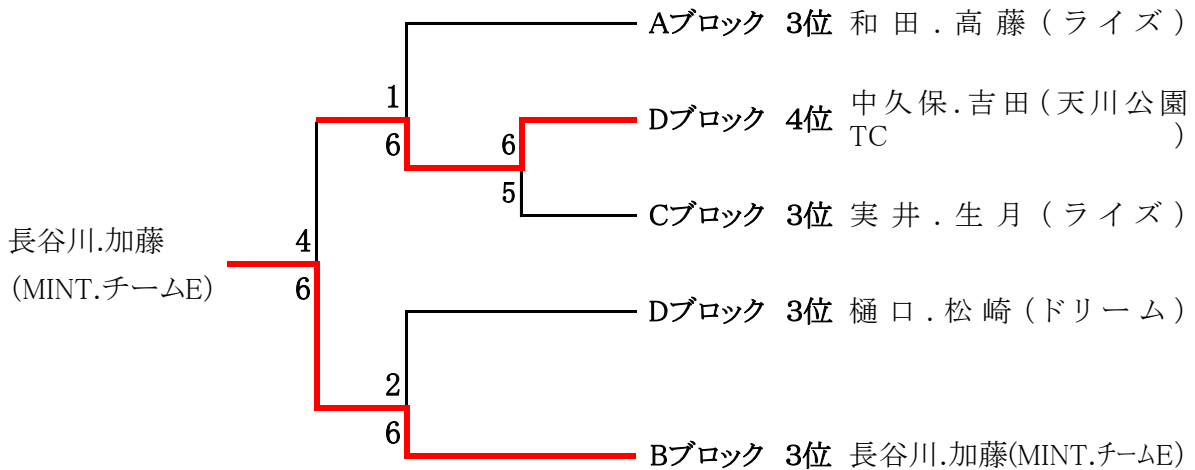 Aブロック 3位 和田.高藤(ライズ)
1
6
6
5
Dブロック 4位 中久保.吉田(天川公園
TC)
Cブロック 3位 実井.生月(ライズ)
長谷川.加藤
(MINT.チームE)
4
6
Dブロック 3位 樋口.松崎(ドリーム)
2
6
Bブロック 3位 長谷川.加藤(MINT.チームE)